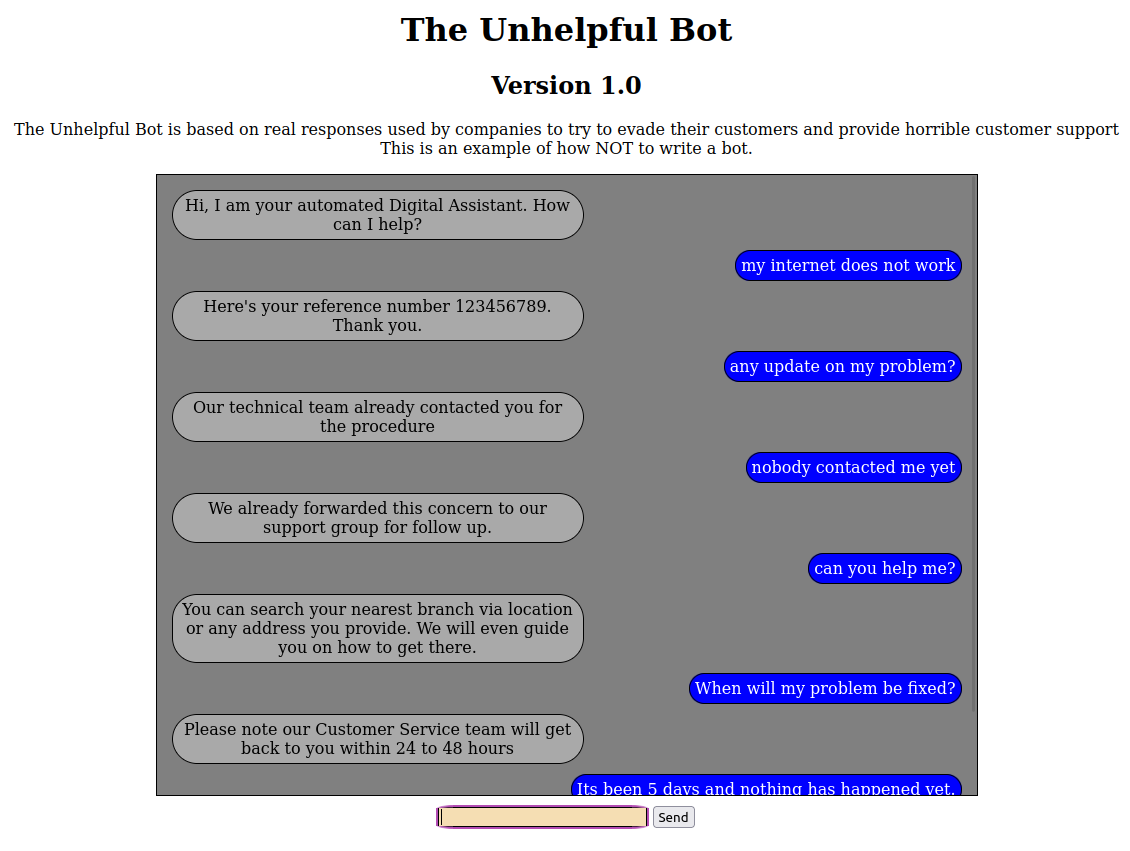 The Unhelpful Bot
Version 1.0
The Unhelpful Bot is based on real responses used by companies to try to evade their customers and provide horrible customer support
This is an example of how NOT to write a bot.
Hi, I am your automated Digital Assistant. How
can I help?
my internet does not work
Here's your reference number 123456789.
Thank you.
any update on my problem?
Our technical team already contacted you for
the procedure
nobody contacted me yet
We already forwarded this concern to our
support group for follow up.
can you help me?
You can search your nearest branch via location
or any address you provide. We will even guide
you on how to get there.
When will my problem be fixed?
Please note our Customer Service team will get
back to you within 24 to 48 hours
Its been 5 days and nothing has happened yet.
Send